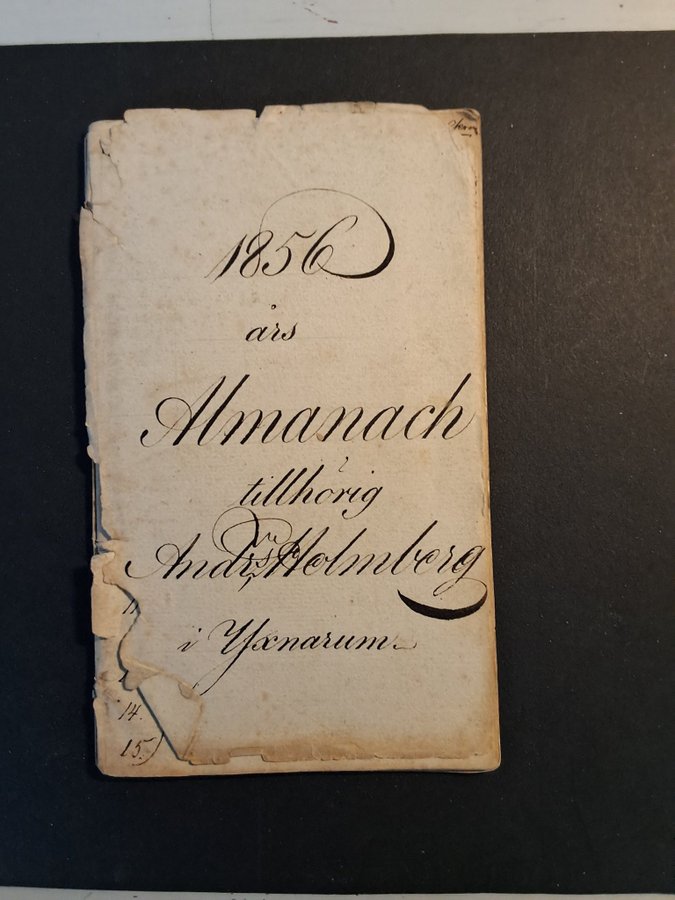 1856
års
Almanach
tillhörig
Andrs Holmberg
i Yxnarum
14.
15.